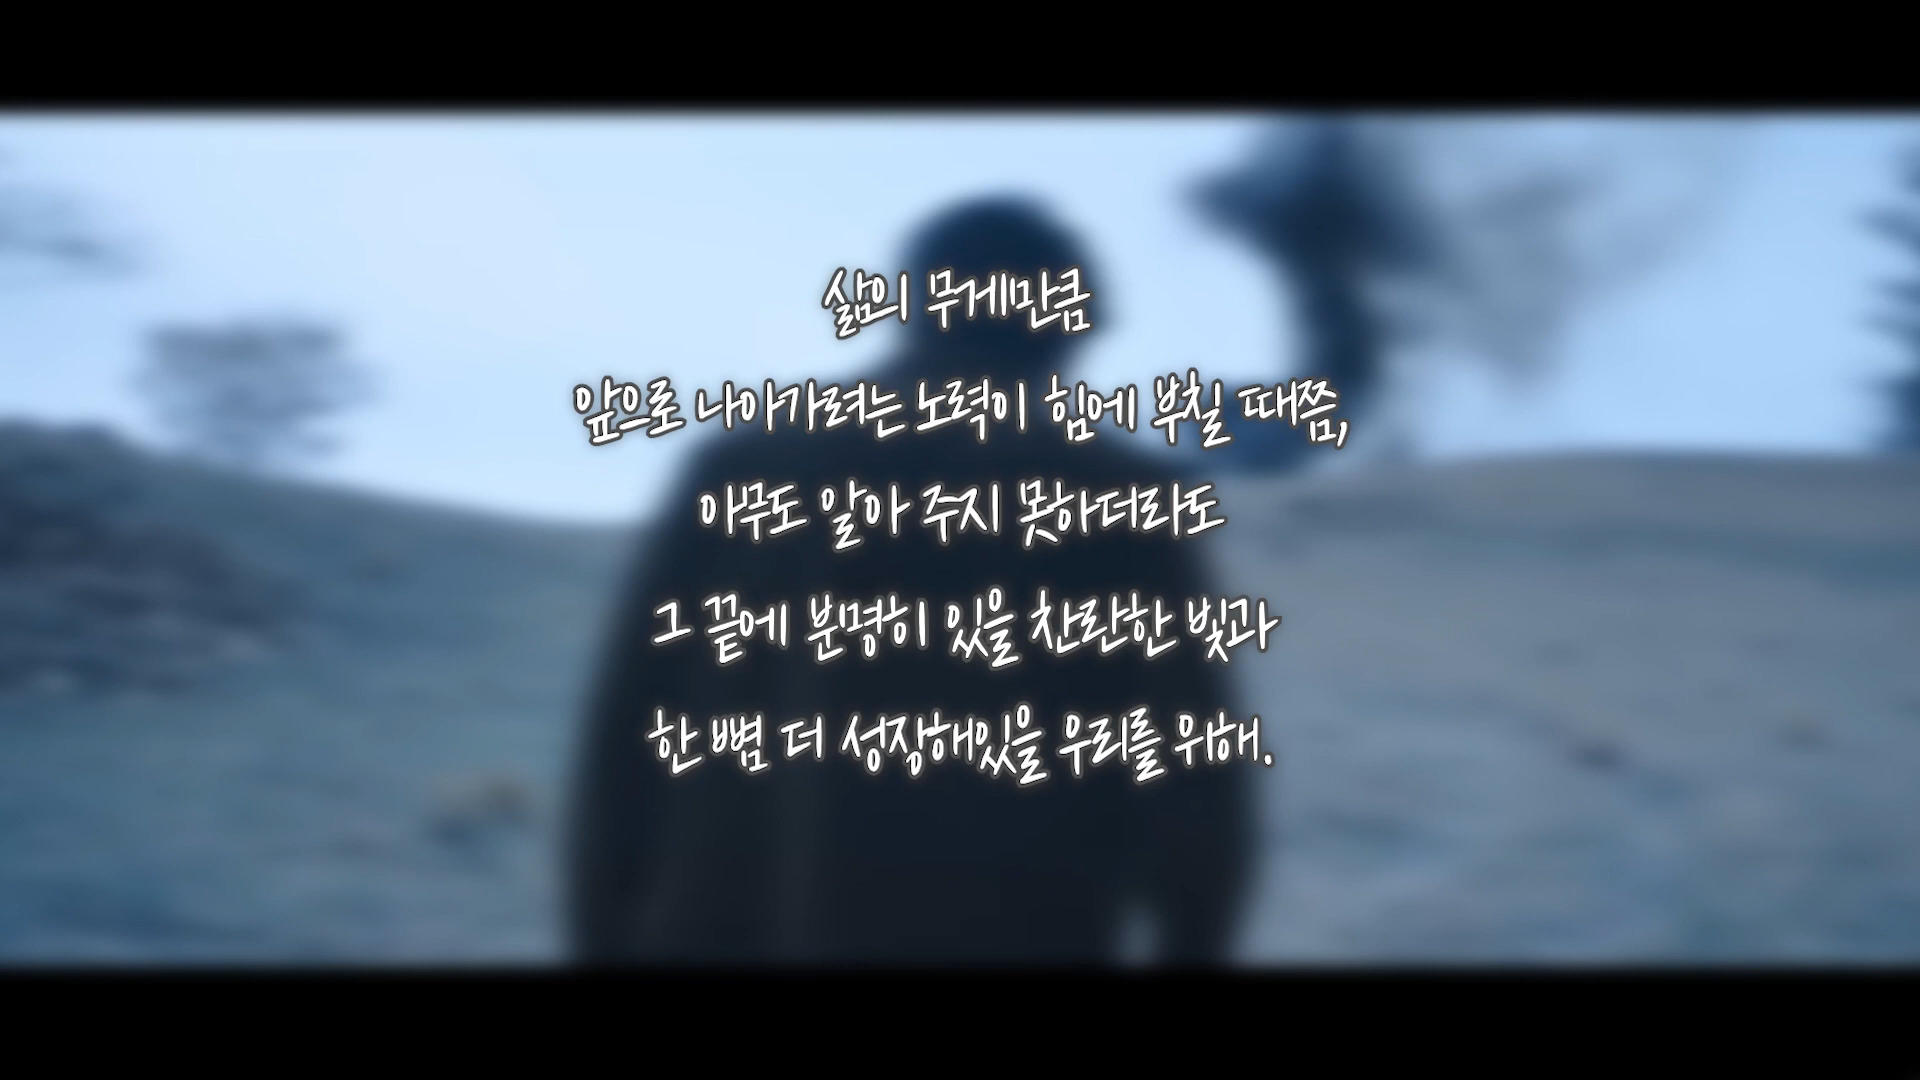 삶의 무게만큼
앞으로 나아가려는 노력이 힘에 부칠 때쯤,
아무도 알아 주지 못하더라도
그 끝에 분명히 있을 찬란한 빛과
한 뼘 더 성장해있을 우리를 위해.